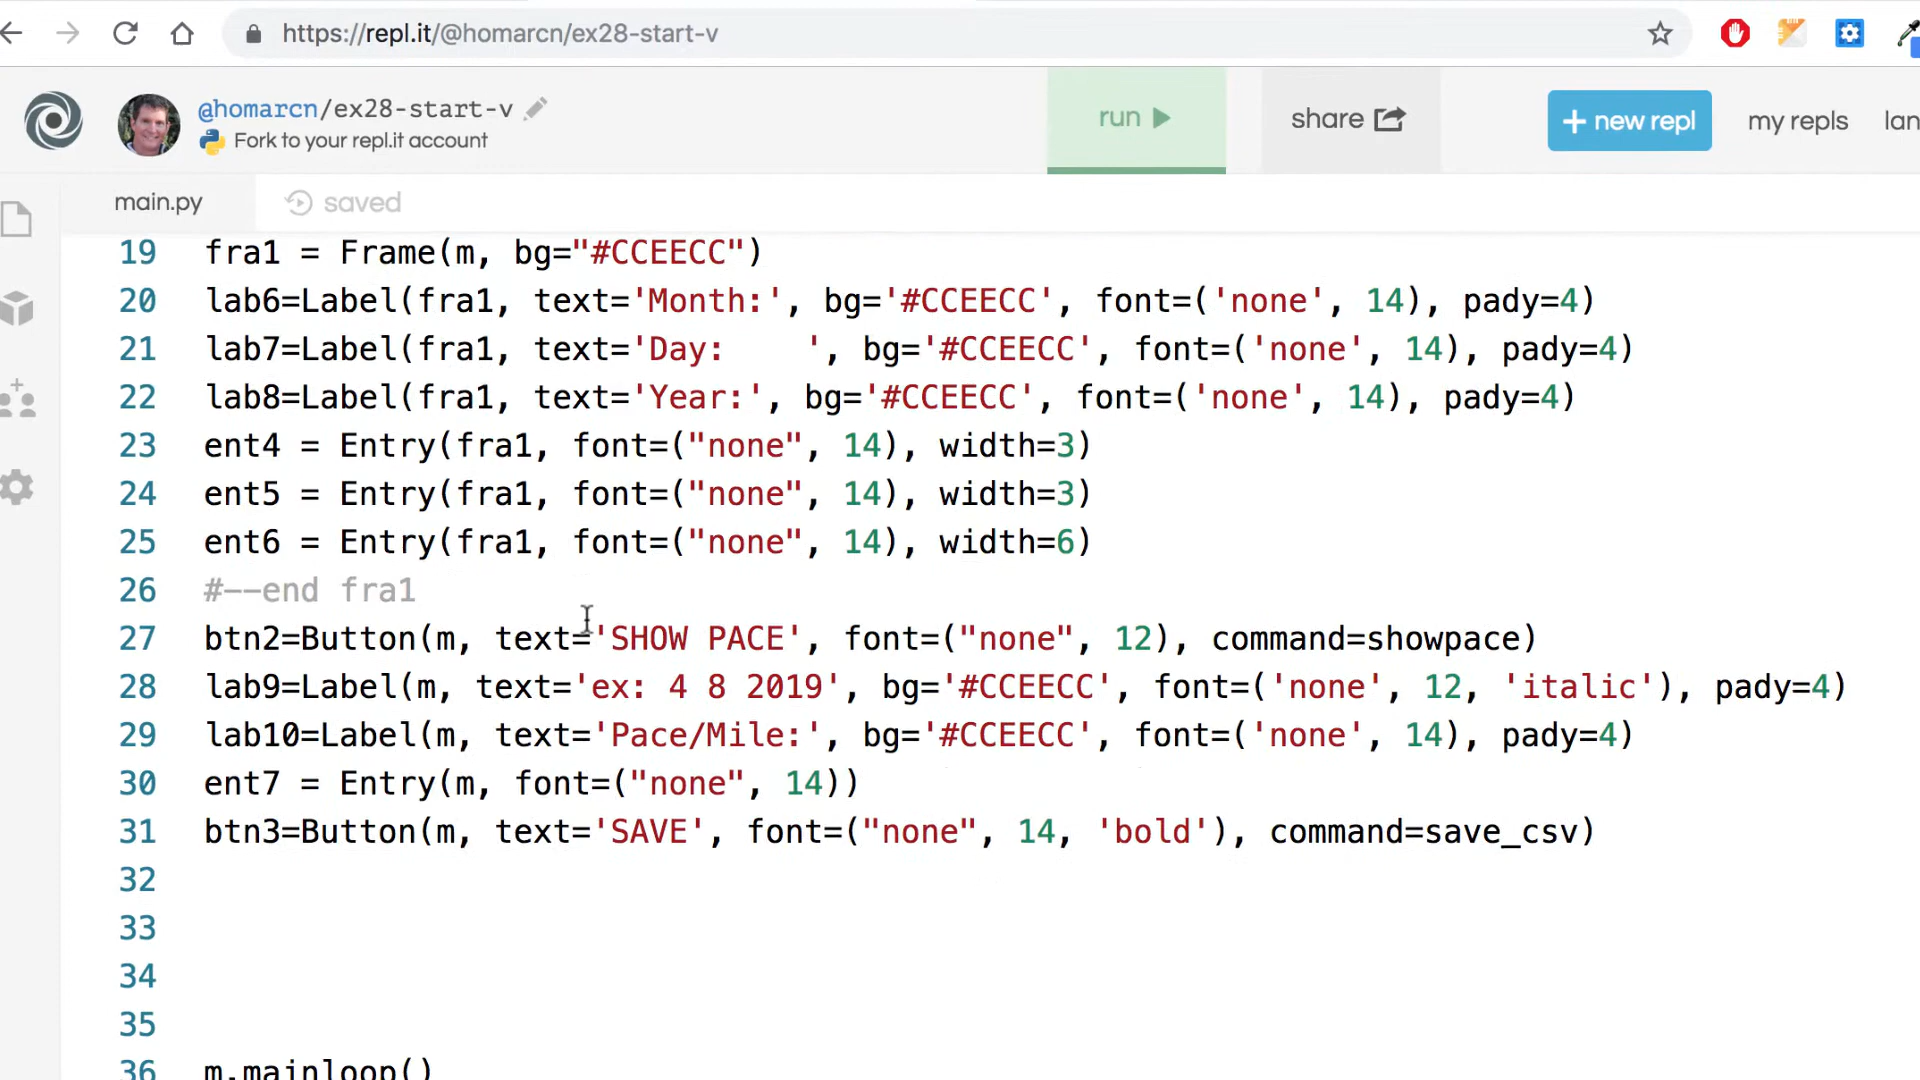 https://repl.it/@homarcn/ex28-start-v
@homarcn/ex28-start-v
Fork to your repl.it account
run
share
+ new repl
my repls
lan
main.py
saved
19 fra1 = Frame(m, bg="#CCEECC")
20 lab6=Label(fra1, text='Month:', bg='#CCEECC', font=('none', 14), pady=4)
21 lab7=Label(fra1, text='Day:    ', bg='#CCEECC', font=('none', 14), pady=4)
22 lab8=Label(fra1, text='Year:', bg='#CCEECC', font=('none', 14), pady=4)
23 ent4 = Entry(fra1, font=("none", 14), width=3)
24 ent5 = Entry(fra1, font=("none", 14), width=3)
25 ent6 = Entry(fra1, font=("none", 14), width=6)
26 #--end fra1
27 btn2=Button(m, text='SHOW PACE', font=("none", 12), command=showpace)
28 lab9=Label(m, text='ex: 4 8 2019', bg='#CCEECC', font=('none', 12, 'italic'), pady=4)
29 lab10=Label(m, text='Pace/Mile:', bg='#CCEECC', font=('none', 14), pady=4)
30 ent7 = Entry(m, font=("none", 14))
31 btn3=Button(m, text='SAVE', font=("none", 14, 'bold'), command=save_csv)
32
33
34
35
36 m.mainloop()